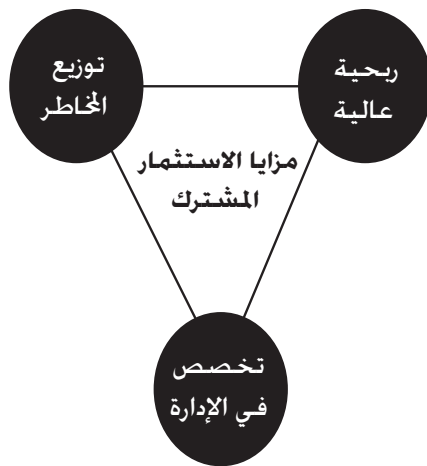 ربحية
عالية
توزيع
المخاطر
مزايا الاستثمار
المشترك
تخصص
في الإدارة